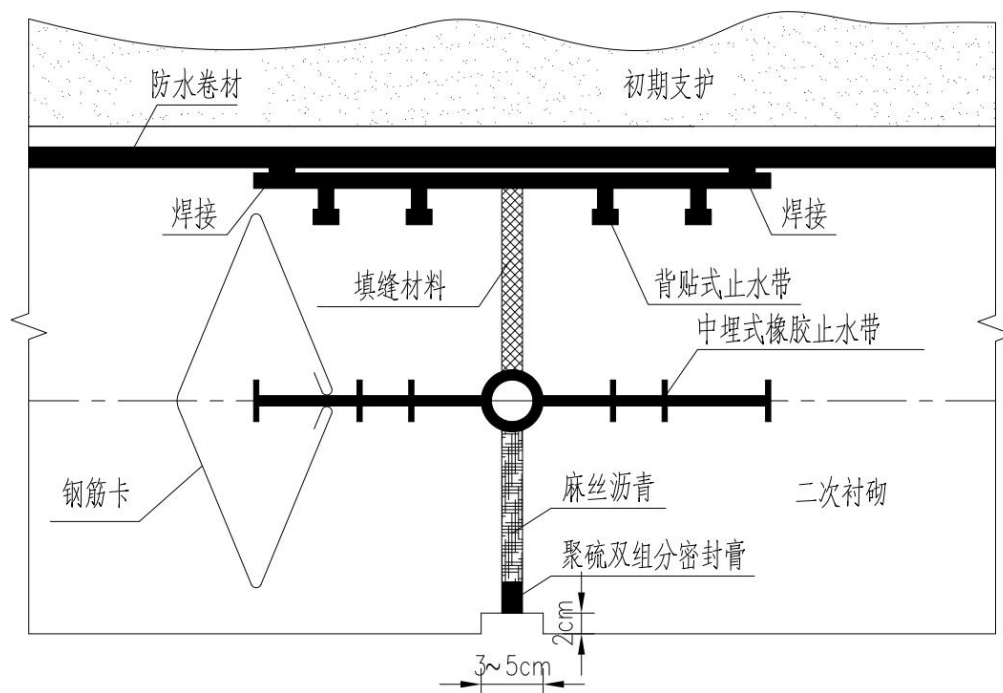 防水卷材
初期支护
焊接
焊接
填缝材料
背贴式止水带
中埋式橡胶止水带
钢筋卡
麻丝沥青
二次衬砌
聚硫双组分密封膏
2cm
3~5cm